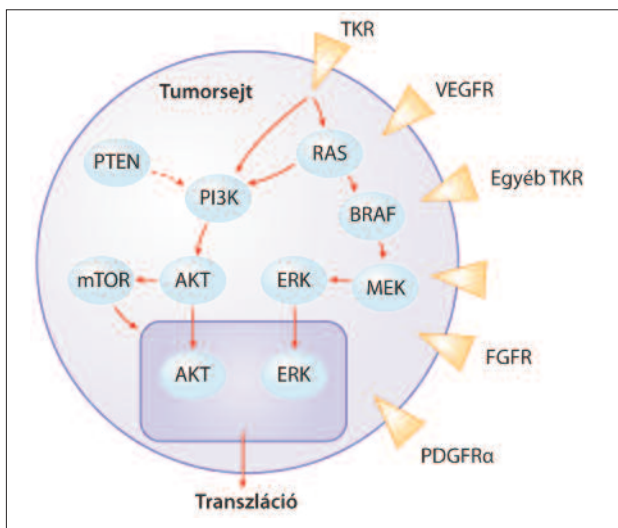 TKR
Tumorsejt
VEGFR
PTEN
RAS
PI3K
Egyéb TKR
BRAF
mTOR
AKT
ERK
MEK
FGFR
AKT
ERK
PDGFRα
Transzláció